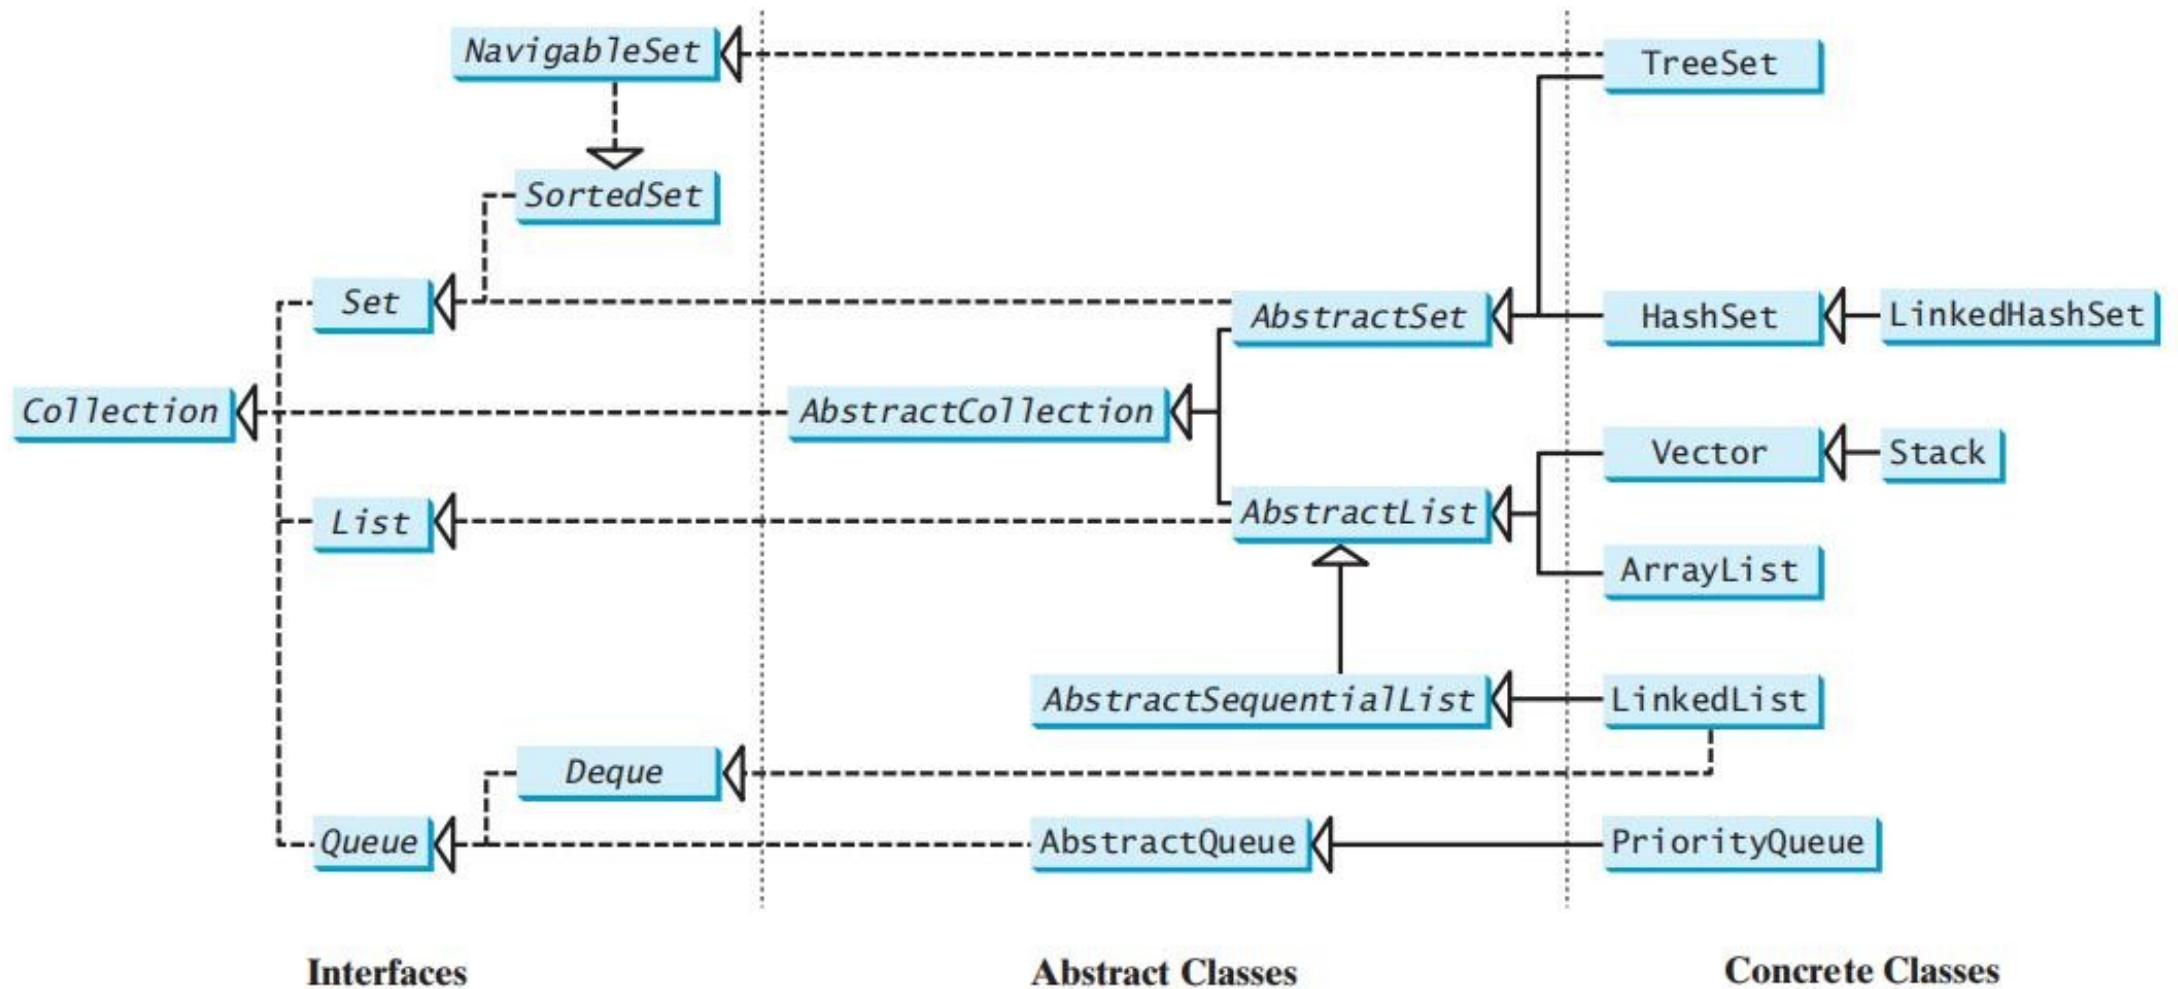 NavigableSet
TreeSet
SortedSet
Set
AbstractSet
HashSet
LinkedHashSet
Collection
AbstractCollection
Vector
Stack
List
AbstractList
ArrayList
AbstractSequentialList
LinkedList
Deque
Queue
AbstractQueue
PriorityQueue
Interfaces
Abstract Classes
Concrete Classes